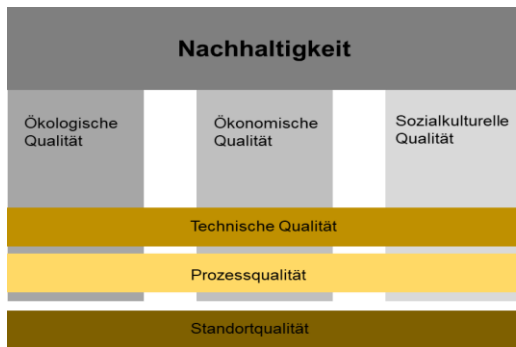 Nachhaltigkeit
Ökologische
Qualität
Ökonomische
Qualität
Sozialkulturelle
Qualität
Technische Qualität
Prozessqualität
Standortqualität